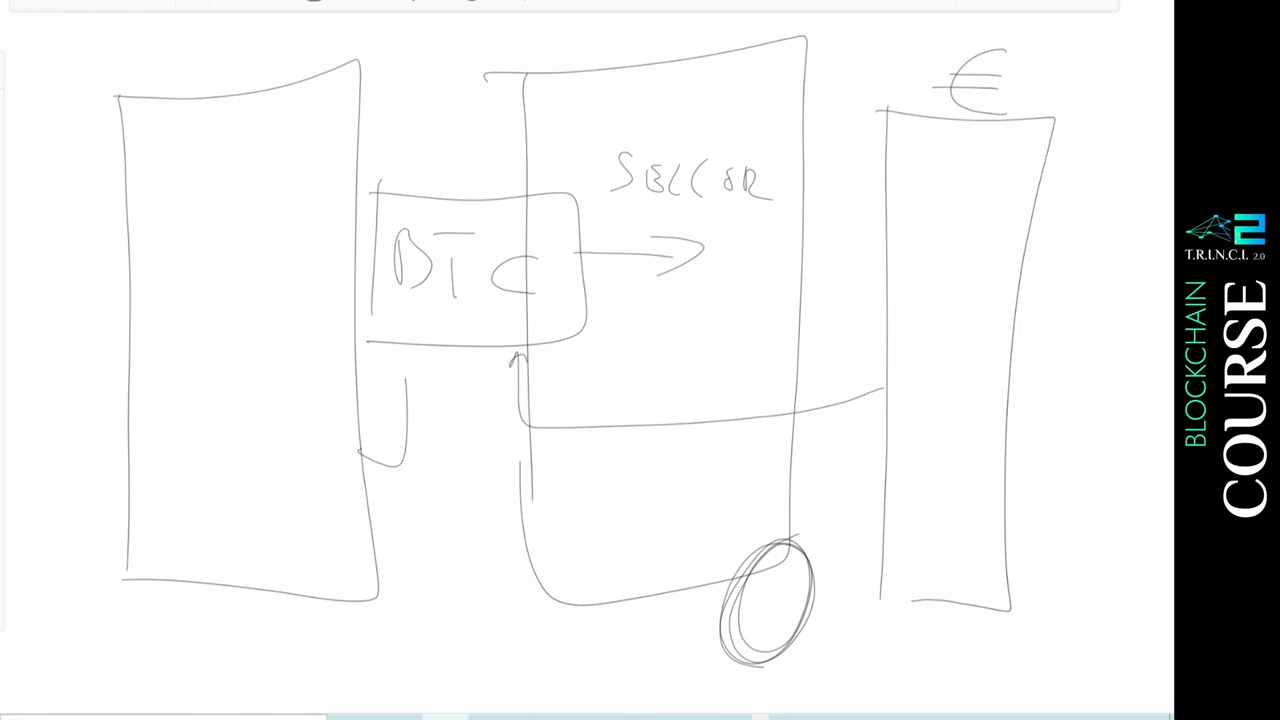 €
SELLER
BTC
T.R.I.N.C.I. 2.0
BLOCKCHAIN
COURSE